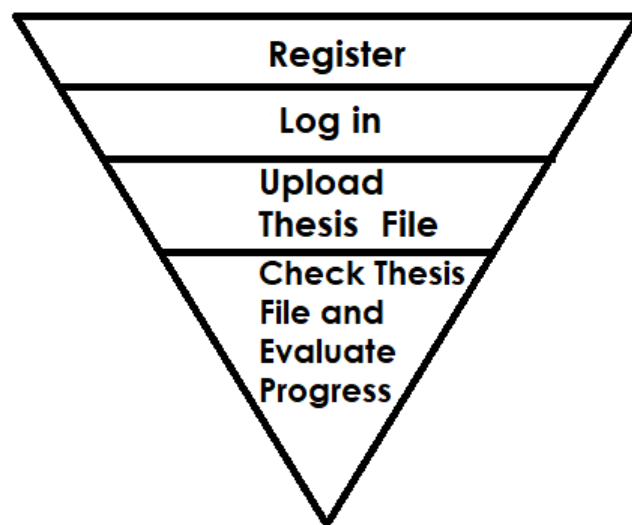 Register
Log in
Upload
Thesis File
Check Thesis
File and
Evaluate
Progress